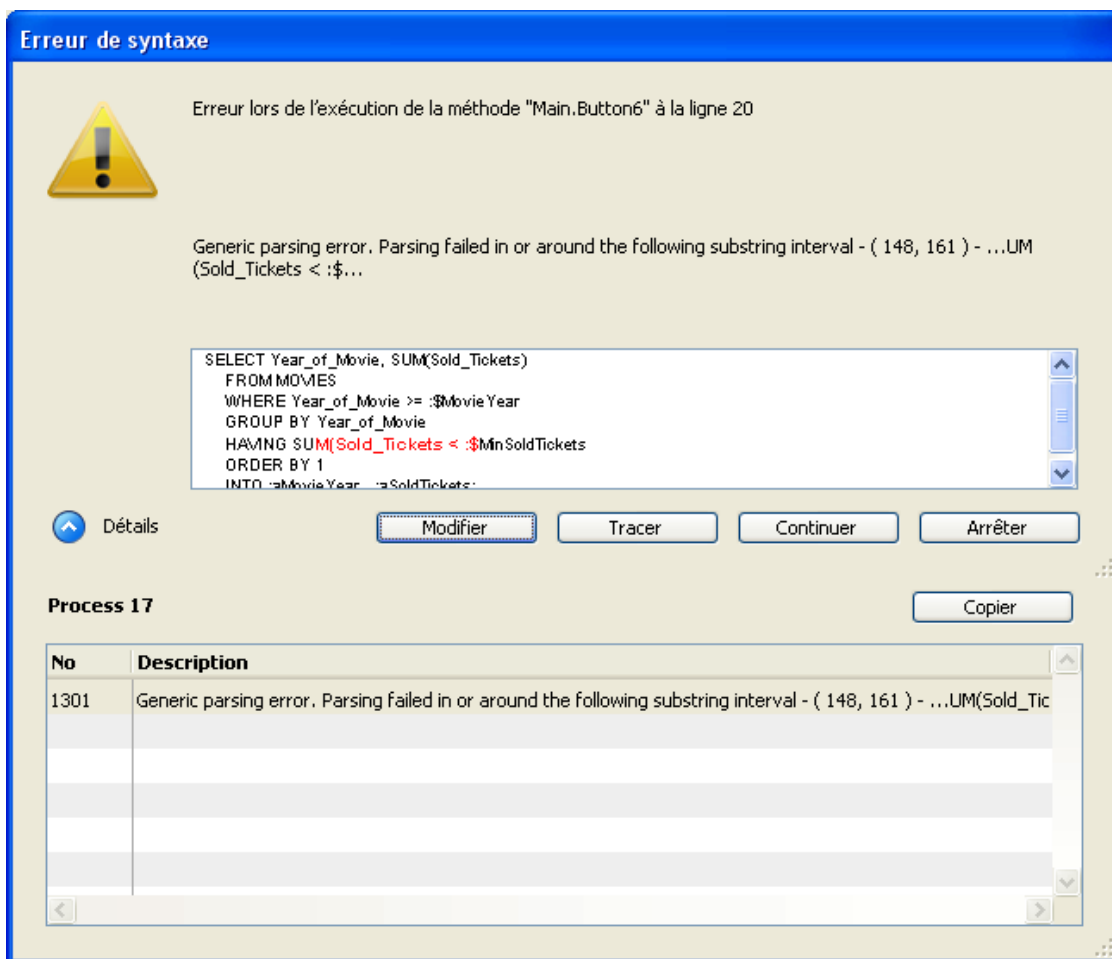 Erreur de syntaxe
Erreur lors de l'exécution de la méthode "Main.Button6" à la ligne 20
Generic parsing error. Parsing failed in or around the following substring interval - ( 148, 161 ) - ...UM
(Sold_Tickets < :$...
SELECT Year_of_Movie, SUM(Sold_Tickets)
FROM MOVIES
WHERE Year_of_Movie >= :$MovieYear
GROUP BY Year_of_Movie
HAVING SUM(Sold_Tickets < :$MinSoldTickets
ORDER BY 1
INTO :aMovieYear, :aSoldTickets;
Détails
Modifier
Tracer
Continuer
Arrêter
Process 17
Copier
No Description
1301 Generic parsing error. Parsing failed in or around the following substring interval - ( 148, 161 ) - ...UM(Sold_Tic